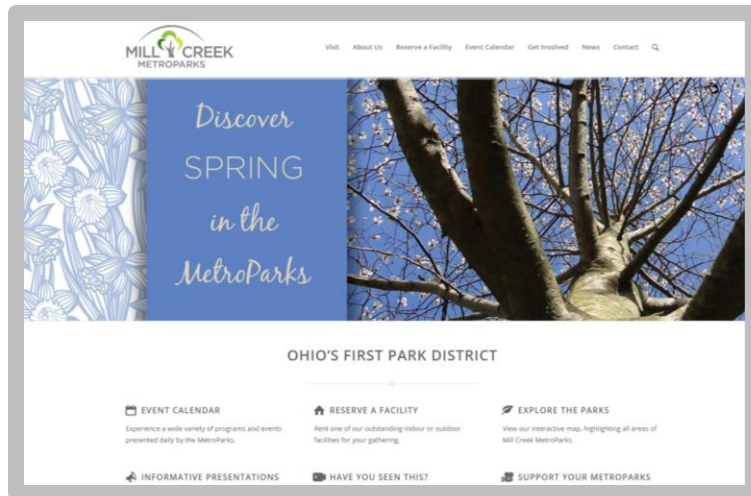 MILL CREEK
METROPARKS
Visit About Us Reserve a Facility Event Calendar Get Involved News Contact
Discover
SPRING
in the
MetroParks
OHIO'S FIRST PARK DISTRICT
EVENT CALENDAR
Experience a wide variety of programs and events
presented daily by the MetroParks.
RESERVE A FACILITY
Rent one of our outstanding indoor or outdoor
facilities for your gathering.
EXPLORE THE PARKS
View our interactive map, highlighting all areas of
Mill Creek MetroParks.
INFORMATIVE PRESENTATIONS
HAVE YOU SEEN THIS?
SUPPORT YOUR METROPARKS